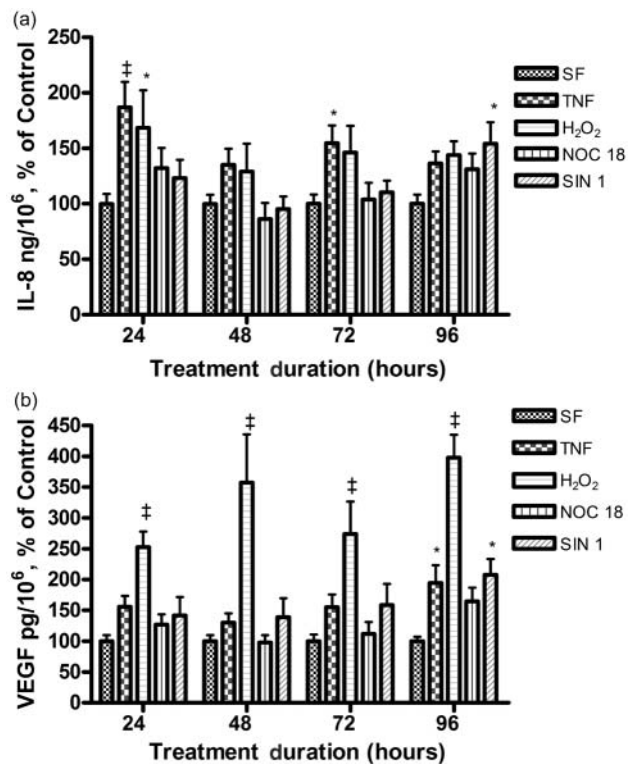 (a)
IL-8 ng/10⁶, % of Control
250
200
150
100
50
0
‡
*
*
*
24
48
72
96
Treatment duration (hours)
SF
TNF
H₂O₂
NOC 18
SIN 1
(b)
VEGF pg/10⁶, % of Control
450
400
350
300
250
200
150
100
50
0
‡
‡
‡
*
‡
*
24
48
72
96
Treatment duration (hours)
SF
TNF
H₂O₂
NOC 18
SIN 1